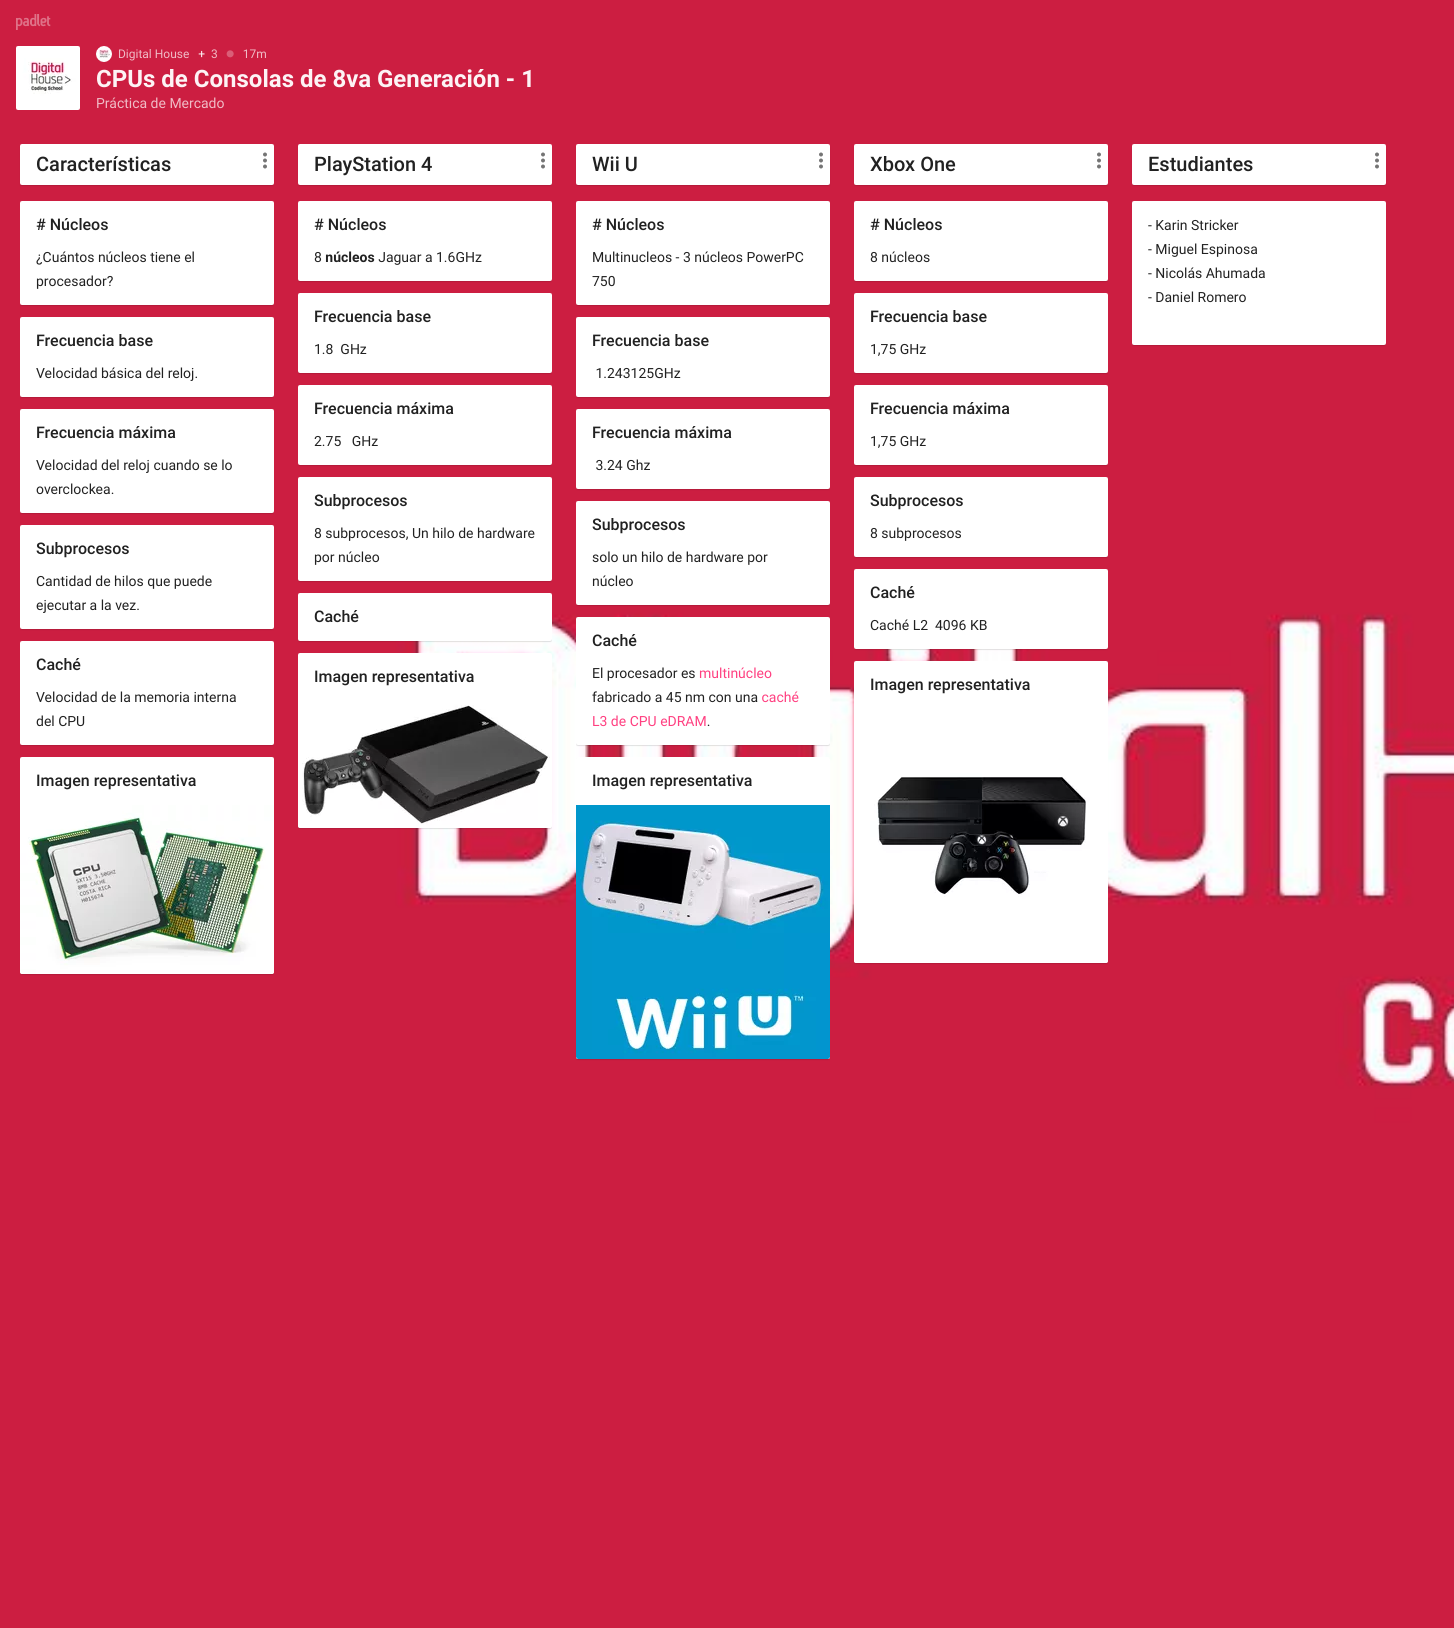 padlet
Digital
House>
Coding School
Digital House + 3 • 17m
CPUs de Consolas de 8va Generación - 1
Práctica de Mercado
Características
# Núcleos
¿Cuántos núcleos tiene el
procesador?
Frecuencia base
Velocidad básica del reloj.
Frecuencia máxima
Velocidad del reloj cuando se lo
overclockea.
Subprocesos
Cantidad de hilos que puede
ejecutar a la vez.
Caché
Velocidad de la memoria interna
del CPU
Imagen representativa
CPU
8MB CACHE
COSTA RICA
PlayStation 4
# Núcleos
8 núcleos Jaguar a 1.6GHz
Frecuencia base
1.8  GHz
Frecuencia máxima
2.75   GHz
Subprocesos
8 subprocesos, Un hilo de hardware
por núcleo
Caché
Imagen representativa
Wii U
# Núcleos
Multinucleos - 3 núcleos PowerPC
750
Frecuencia base
1.243125GHz
Frecuencia máxima
3.24 Ghz
Subprocesos
solo un hilo de hardware por
núcleo
Caché
El procesador es multinúcleo
fabricado a 45 nm con una caché
L3 de CPU eDRAM.
Imagen representativa
Wii U™
Xbox One
# Núcleos
8 núcleos
Frecuencia base
1,75 GHz
Frecuencia máxima
1,75 GHz
Subprocesos
8 subprocesos
Caché
Caché L2  4096 KB
Imagen representativa
Estudiantes
- Karin Stricker
- Miguel Espinosa
- Nicolás Ahumada
- Daniel Romero